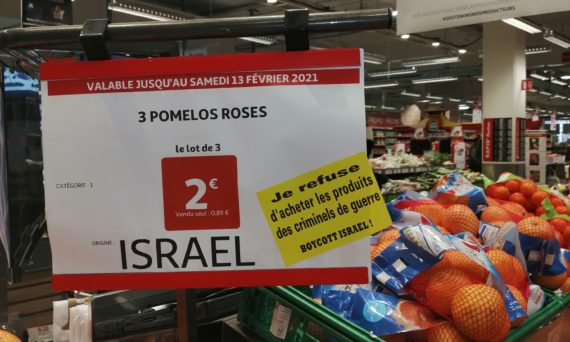 #SOUTIENSNOSPRODUCTEURS
VALABLE JUSQU'AU SAMEDI 13 FÉVRIER 2021
3 POMELOS ROSES
le lot de 3
2€
Vendu seul : 0.89 €
CATÉGORIE : 1
ORIGINE :
ISRAEL
Je refuse
d'acheter les produits
des criminels de guerre
BOYCOTT ISRAEL !